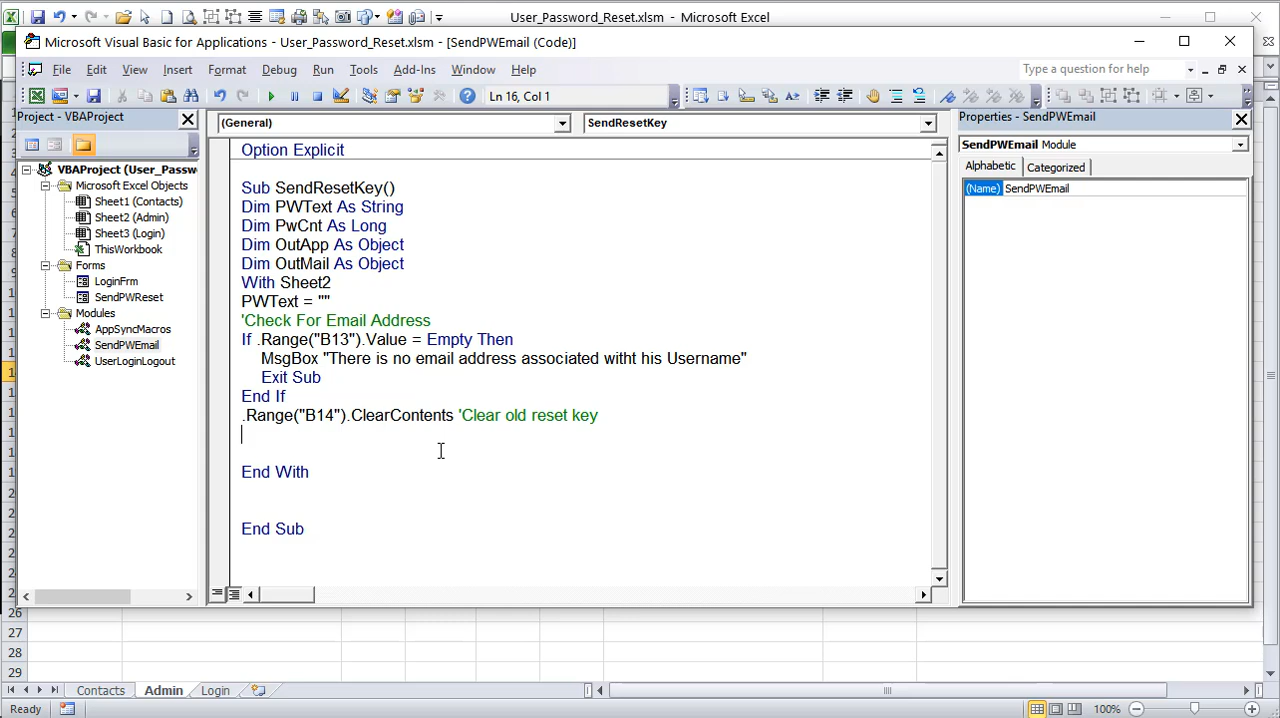 User_Password_Reset.xlsm - Microsoft Excel
Microsoft Visual Basic for Applications - User_Password_Reset.xlsm - [SendPWEmail (Code)]
File Edit View Insert Format Debug Run Tools Add-Ins Window Help
Type a question for help
Ln 16, Col 1
Project - VBAProject
(General)
SendResetKey
Properties - SendPWEmail
SendPWEmail Module
Alphabetic
Categorized
(Name) SendPWEmail
VBAProject (User_Passw
Microsoft Excel Objects
Sheet1 (Contacts)
Sheet2 (Admin)
Sheet3 (Login)
ThisWorkbook
Forms
LoginFrm
SendPWReset
Modules
AppSyncMacros
SendPWEmail
UserLoginLogout
Option Explicit
Sub SendResetKey()
Dim PWText As String
Dim PwCnt As Long
Dim OutApp As Object
Dim OutMail As Object
With Sheet2
PWText = ""
'Check For Email Address
If .Range("B13").Value = Empty Then
MsgBox "There is no email address associated witht his Username"
Exit Sub
End If
.Range("B14").ClearContents 'Clear old reset key
End With
End Sub
26
27
28
29
Contacts
Admin
Login
Ready
100%